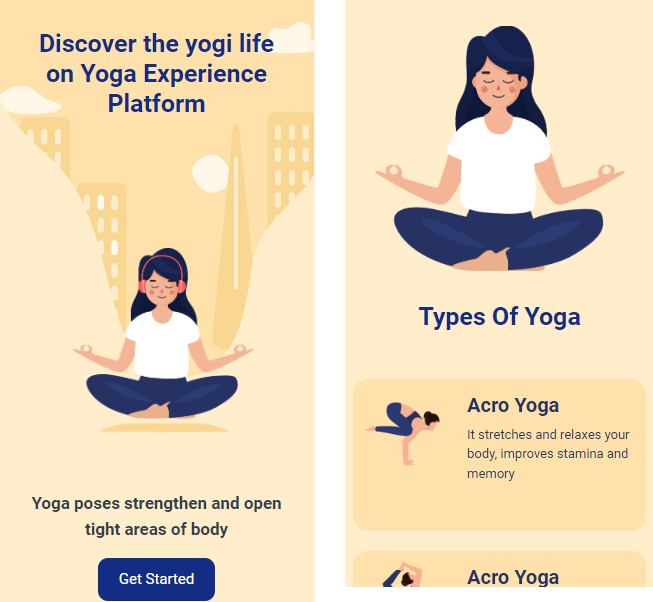 Discover the yogi life
on Yoga Experience
Platform
Yoga poses strengthen and open
tight areas of body
Get Started
Types Of Yoga
Acro Yoga
It stretches and relaxes your
body, improves stamina and
memory
Acro Yoga